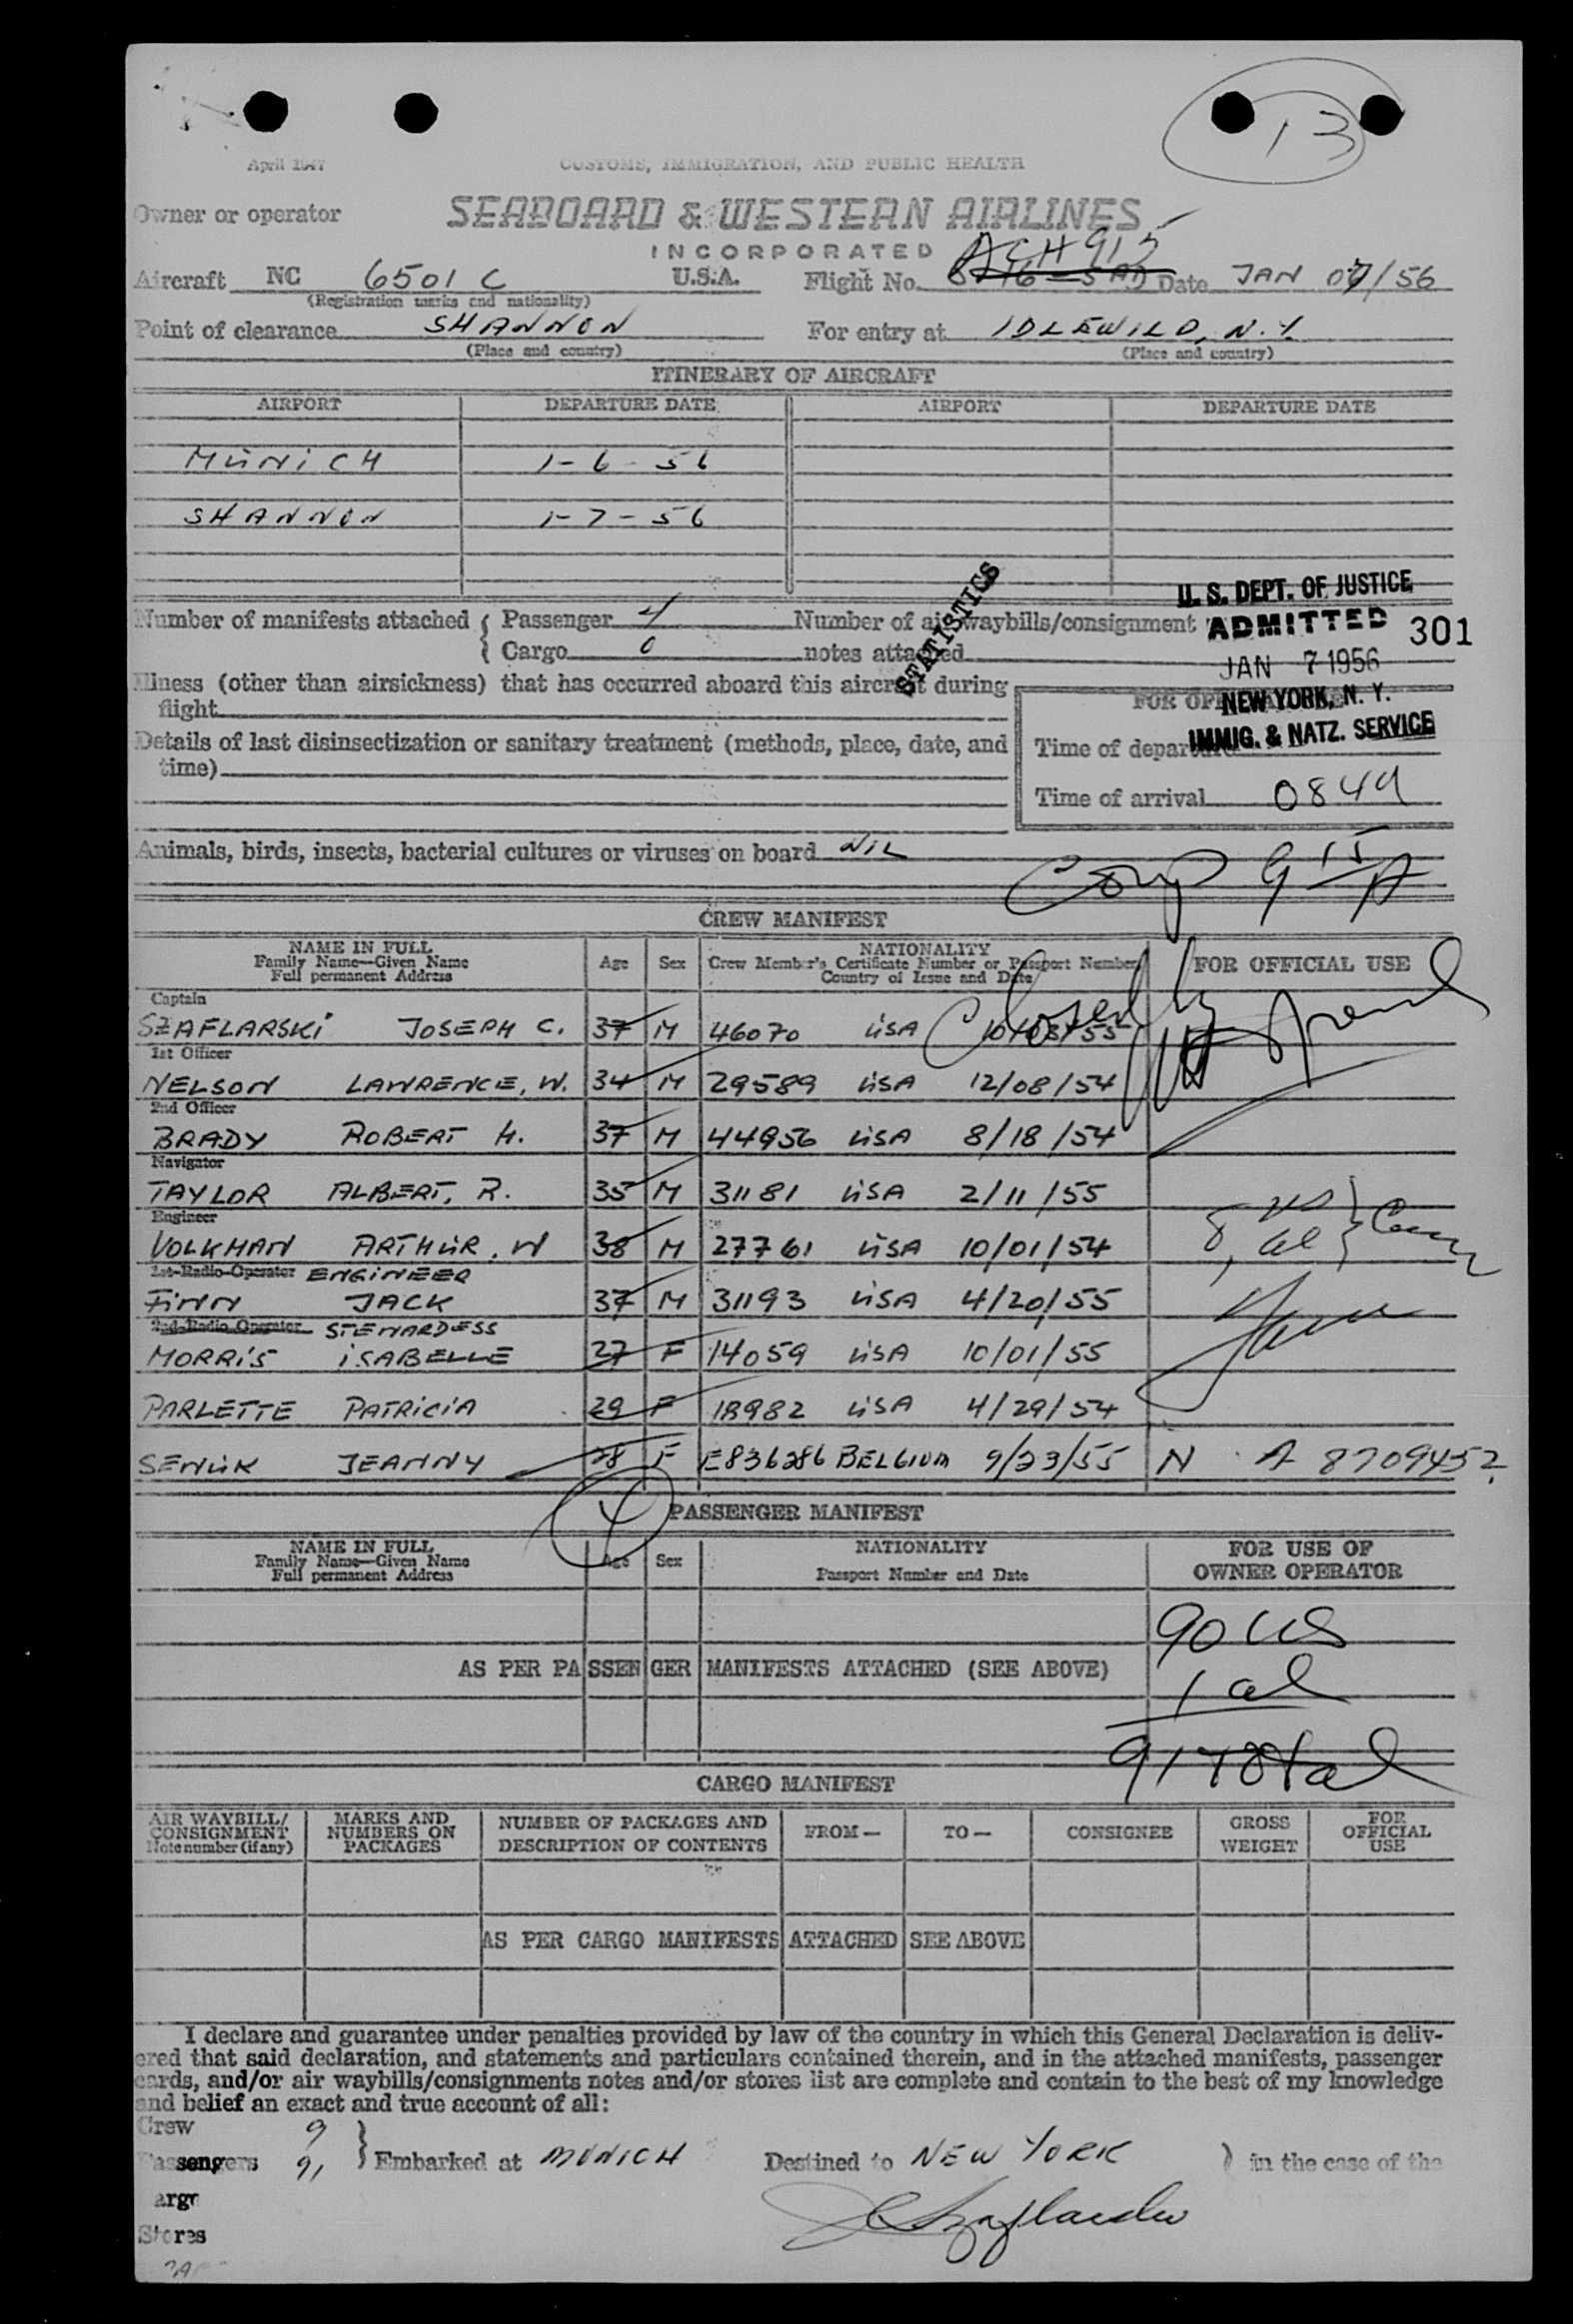 13
April 1947
CUSTOMS, IMMIGRATION, AND PUBLIC HEALTH
Owner or operator SEABOARD & WESTERN AIRLINES
INCORPORATED
ACH 915
Aircraft NC 6501 C U.S.A. Flight No. Date JAN 07/56
(Registration marks and nationality)
Point of clearance SHANNON For entry at IDLEWILD, N.Y.
(Place and country) (Place and country)
ITINERARY OF AIRCRAFT
AIRPORT DEPARTURE DATE AIRPORT DEPARTURE DATE
MÜNICH 1-6-56
SHANNON 1-7-56
STATISTICS
U. S. DEPT. OF JUSTICE
Number of manifests attached { Passenger 4 Number of air waybills/consignment ADMITTED 301
Cargo 0 notes attached
JAN 7 1956
Illness (other than airsickness) that has occurred aboard this aircraft during
flight
NEW YORK, N. Y.
IMMIG. & NATZ. SERVICE
Details of last disinsectization or sanitary treatment (methods, place, date, and
time)
Time of departure
Time of arrival 0844
Animals, birds, insects, bacterial cultures or viruses on board NIL
Comp 915 A
CREW MANIFEST
NAME IN FULL
Family Name—Given Name
Full permanent Address
Age Sex
NATIONALITY
Crew Member's Certificate Number or Passport Number
Country of Issue and Date
FOR OFFICIAL USE
Closed by
Captain
SZAFLARSKI JOSEPH C. 37 M 46070 USA 10/03/55
1st Officer
NELSON LAWRENCE, W. 34 M 29589 USA 12/08/54
2nd Officer
BRADY ROBERT H. 37 M 44956 USA 8/18/54
Navigator
TAYLOR ALBERT, R. 35 M 31181 USA 2/11/55
Engineer
VOLKMAN ARTHUR, W 38 M 27761 USA 10/01/54
1st Radio Operator ENGINEER
FINN JACK 37 M 31193 USA 4/20/55
2nd Radio Operator STEWARDESS
MORRIS ISABELLE 27 F 14059 USA 10/01/55
PARLETTE PATRICIA 29 F 18982 USA 4/29/54
SENUK JEANNY 28 F E836286 BELGIUM 9/23/55 N A 8709452
PASSENGER MANIFEST
NAME IN FULL
Family Name—Given Name
Full permanent Address
Age Sex
NATIONALITY
Passport Number and Date
FOR USE OF
OWNER OPERATOR
90 US
AS PER PASSENGER MANIFESTS ATTACHED (SEE ABOVE)
1 al
91 Total
CARGO MANIFEST
AIR WAYBILL/
CONSIGNMENT
Note number (if any)
MARKS AND
NUMBERS ON
PACKAGES
NUMBER OF PACKAGES AND
DESCRIPTION OF CONTENTS
FROM—
TO—
CONSIGNEE
GROSS
WEIGHT
FOR
OFFICIAL
USE
AS PER CARGO MANIFESTS ATTACHED SEE ABOVE
I declare and guarantee under penalties provided by law of the country in which this General Declaration is deliv-
ered that said declaration, and statements and particulars contained therein, and in the attached manifests, passenger
cards, and/or air waybills/consignments notes and/or stores list are complete and contain to the best of my knowledge
and belief an exact and true account of all:
Crew 9
Passengers 91 } Embarked at MUNICH Destined to NEW YORK } in the case of the
Cargo
Stores